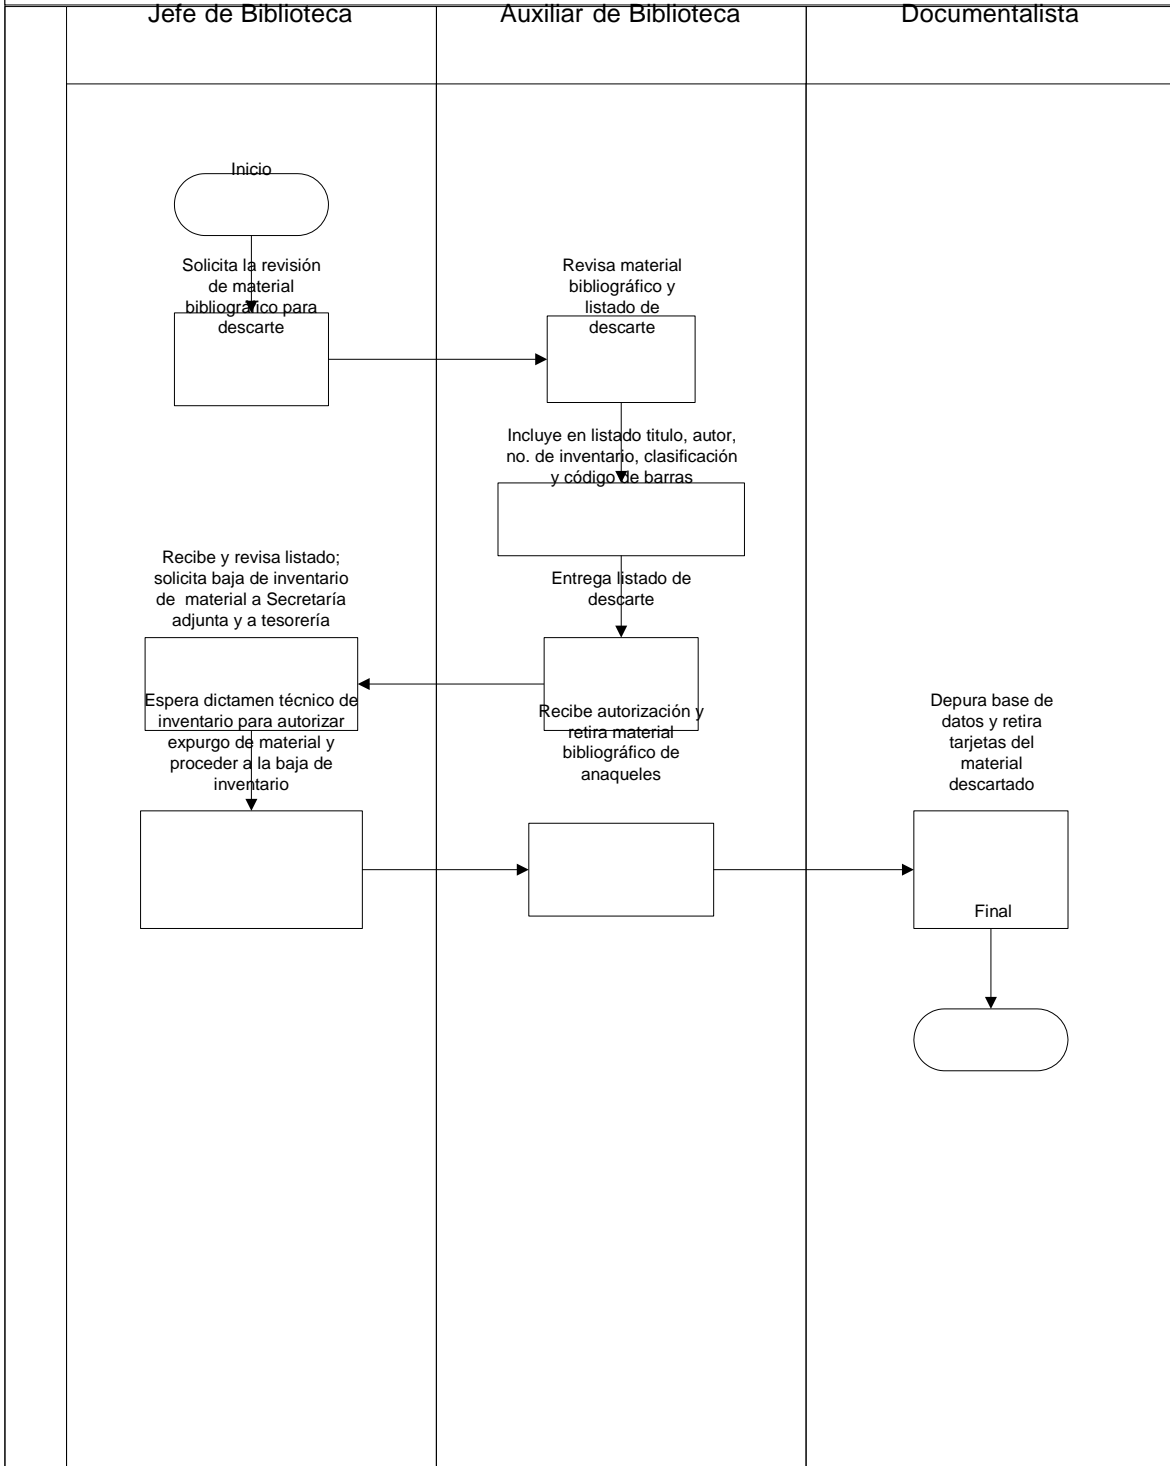 Jefe de Biblioteca
Auxiliar de Biblioteca
Documentalista
Inicio
Solicita la revisión
de material
bibliográfico para
descarte
Revisa material
bibliográfico y
listado de
descarte
Incluye en listado titulo, autor,
no. de inventario, clasificación
y código de barras
Entrega listado de
descarte
Recibe y revisa listado;
solicita baja de inventario
de material a Secretaría
adjunta y a tesorería
Espera dictamen técnico de
inventario para autorizar
expurgo de material y
proceder a la baja de
inventario
Recibe autorización y
retira material
bibliográfico de
anaqueles
Depura base de
datos y retira
tarjetas del
material
descartado
Final